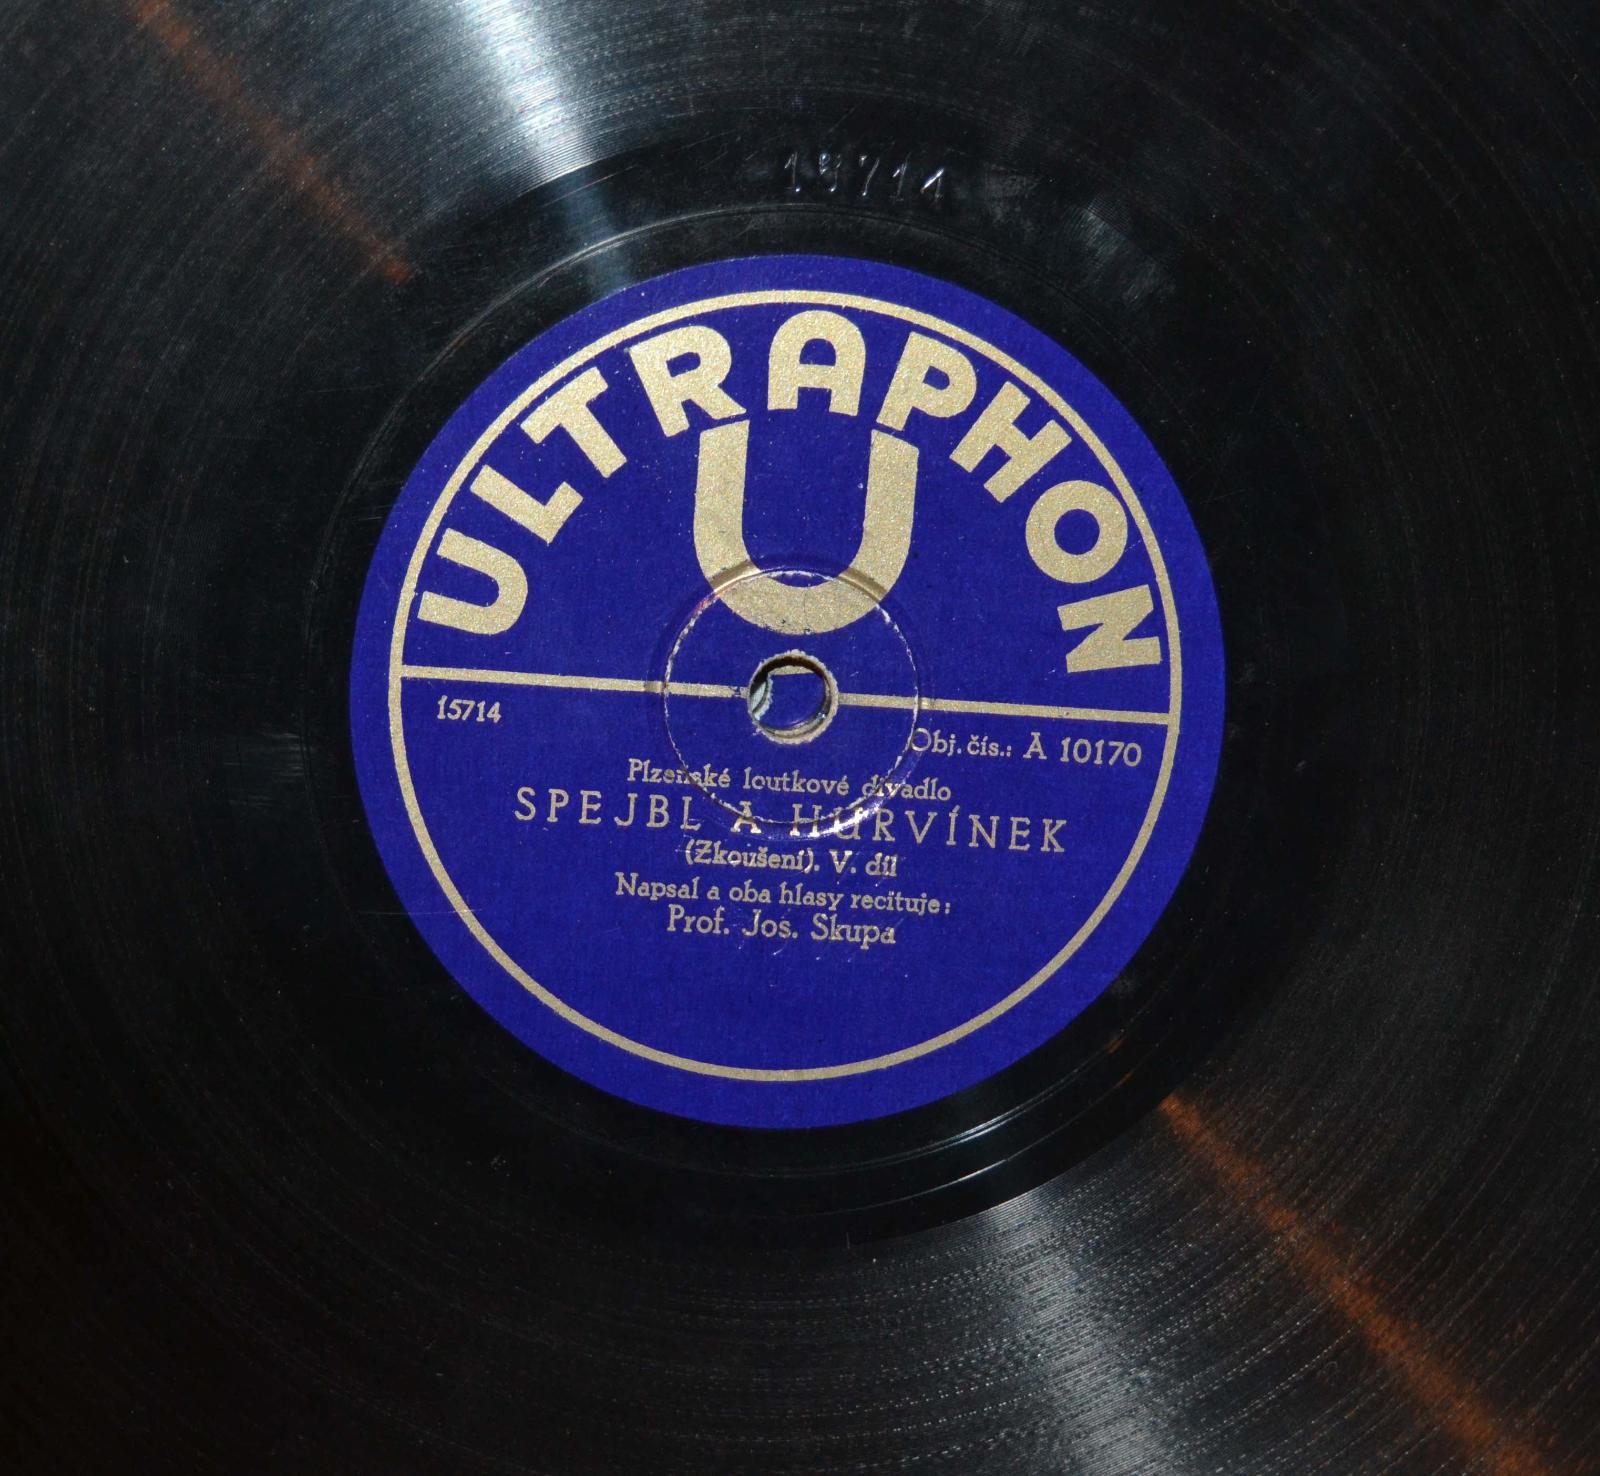 15714
ULTRAPHON
U
15714
Obj. čís.: A 10170
Plzeňské loutkové divadlo
SPEJBL A HURVÍNEK
(Zkoušení). V. díl
Napsal a oba hlasy recituje:
Prof. Jos. Skupa